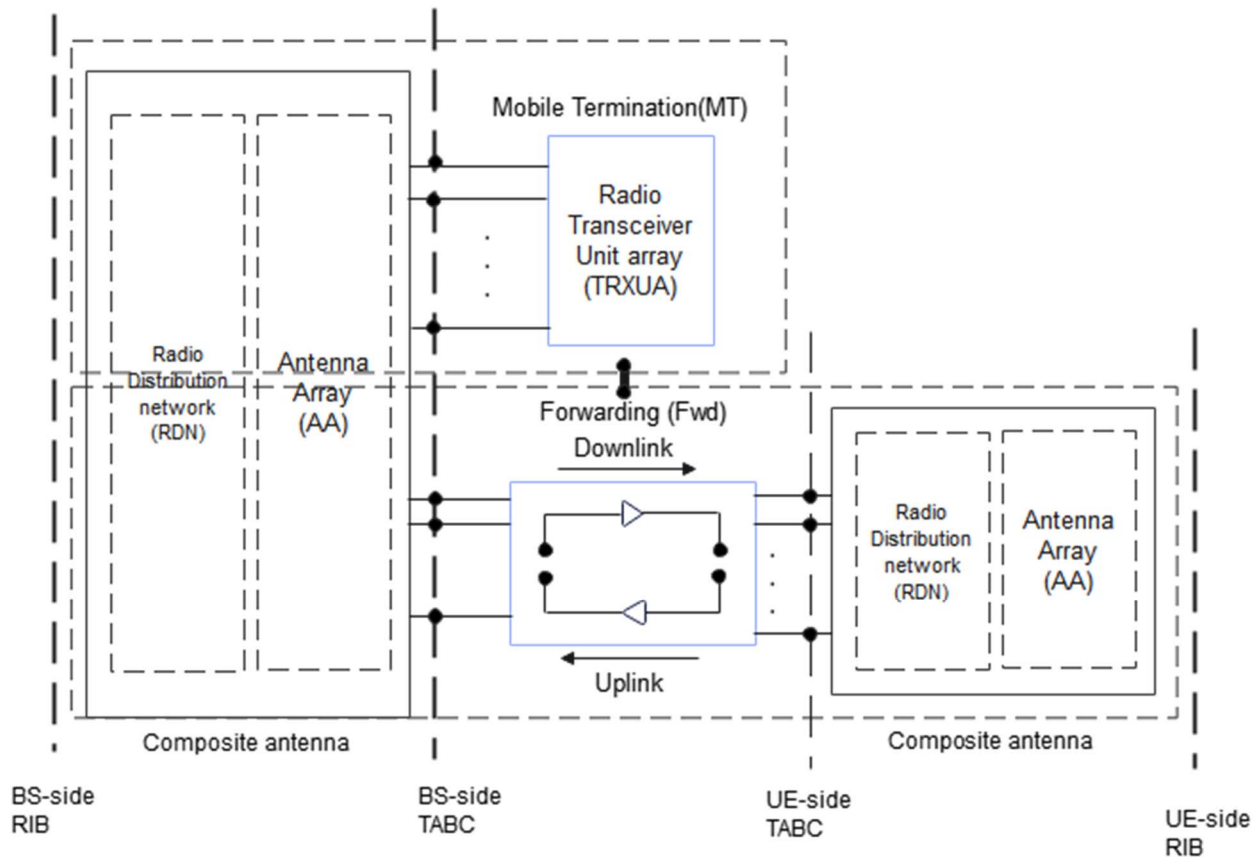 Mobile Termination(MT)
Radio
Transceiver
Unit array
(TRXUA)
Radio
Distribution
network
(RDN)
Antenna
Array
(AA)
Forwarding (Fwd)
Downlink
Radio
Distribution
network
(RDN)
Antenna
Array
(AA)
Uplink
Composite antenna
Composite antenna
BS-side
RIB
BS-side
TABC
UE-side
TABC
UE-side
RIB